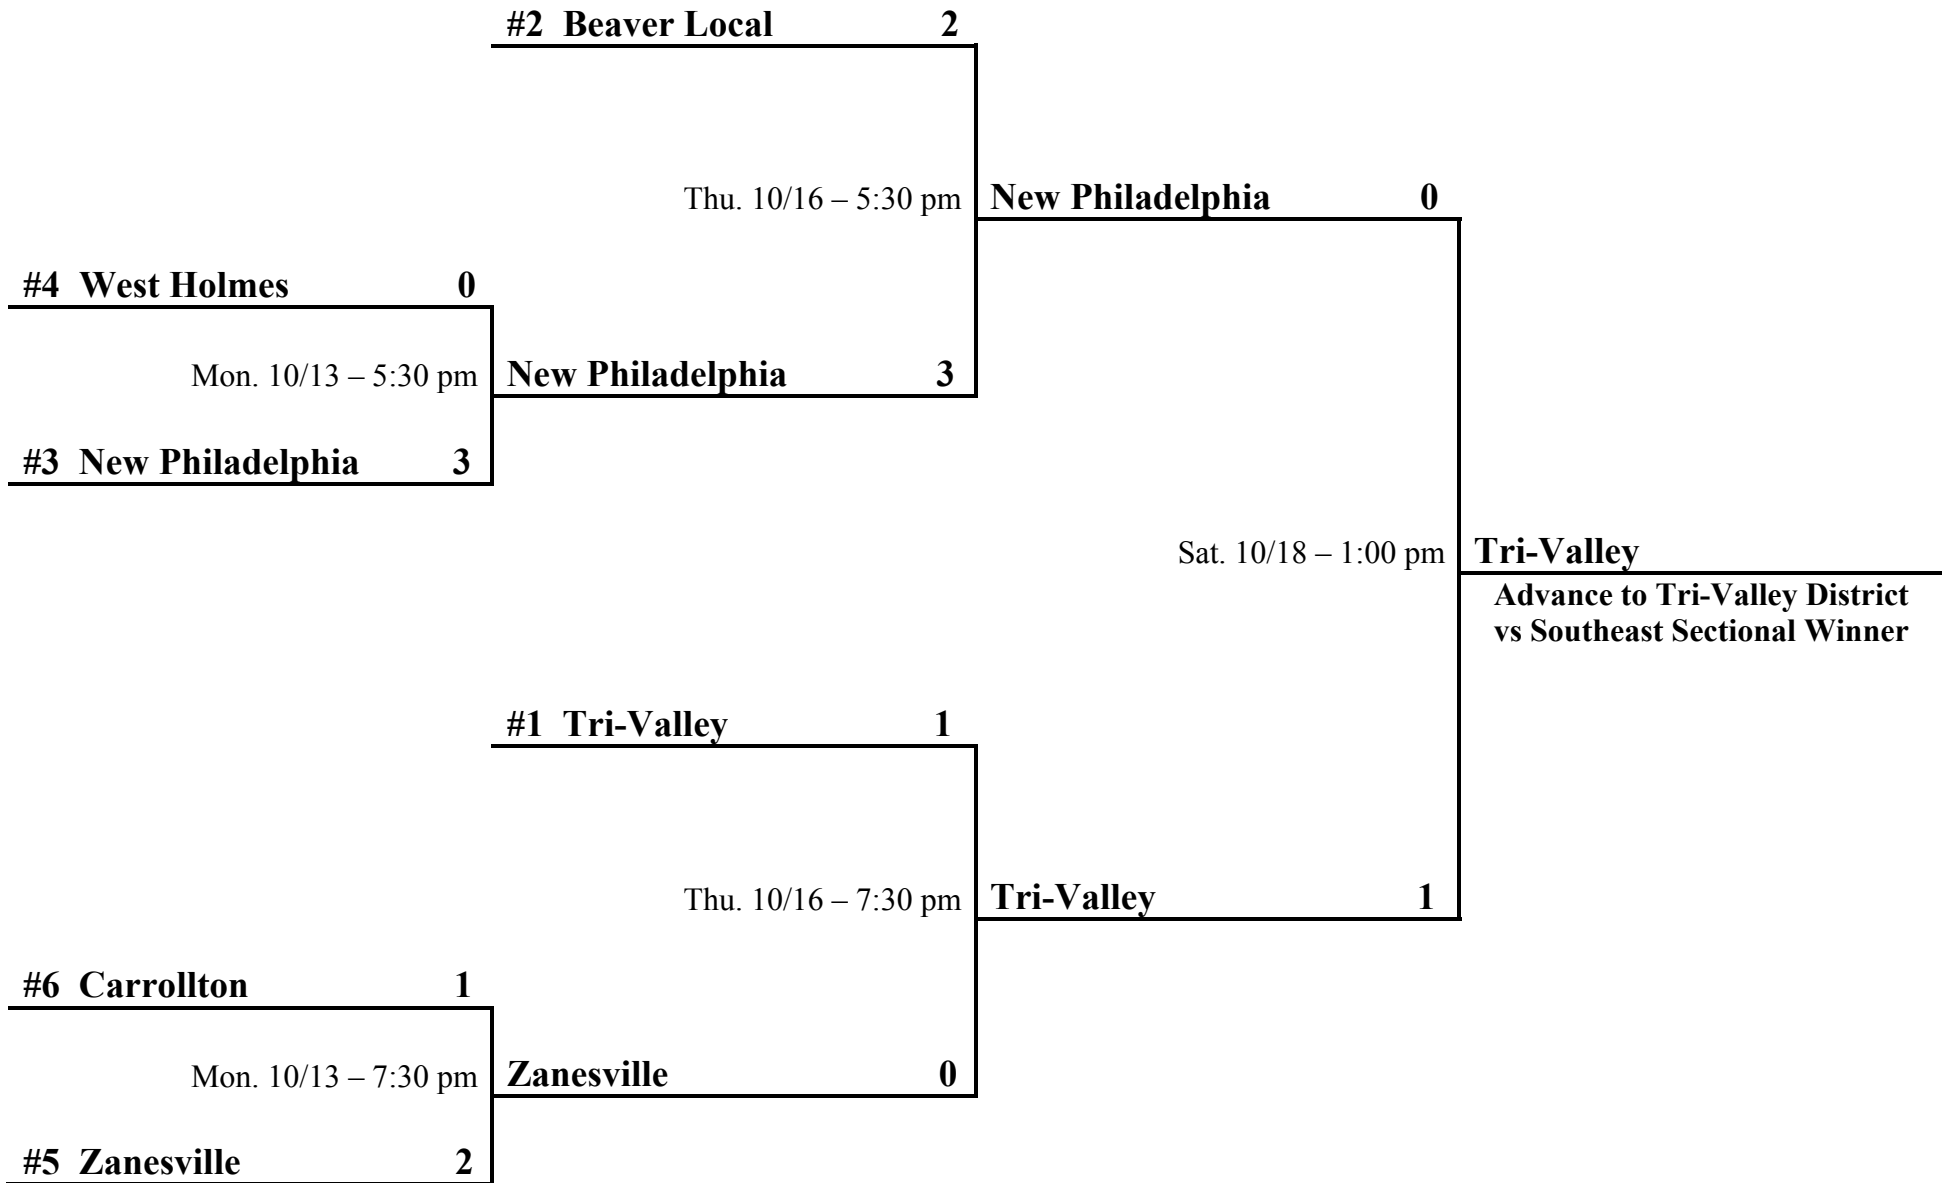 #2 Beaver Local 2
Thu. 10/16 – 5:30 pm
New Philadelphia 0
#4 West Holmes 0
Mon. 10/13 – 5:30 pm
New Philadelphia 3
#3 New Philadelphia 3
Sat. 10/18 – 1:00 pm
Tri-Valley
Advance to Tri-Valley District
vs Southeast Sectional Winner
#1 Tri-Valley 1
Thu. 10/16 – 7:30 pm
Tri-Valley 1
#6 Carrollton 1
Mon. 10/13 – 7:30 pm
Zanesville 0
#5 Zanesville 2